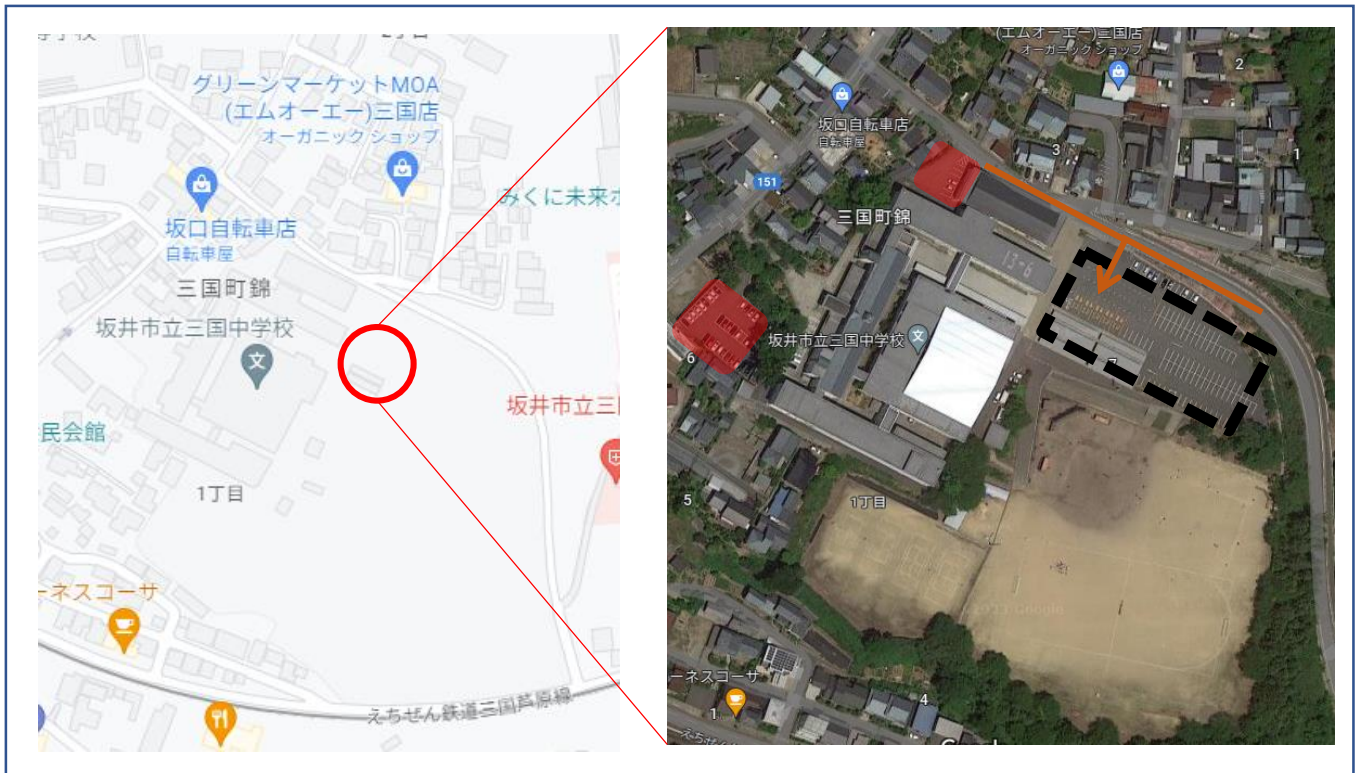 2丁目
グリーンマーケットMOA
(エムオーエー)三国店
オーガニック ショップ
みくに未来ホ
坂口自転車店
自転車屋
三国町錦
坂井市立三国中学校
坂井市立三
民会館
1丁目
ーネスコーサ
えちぜん鉄道三国芦原線
(エムオーエー)三国店
オーガニック ショップ
2
坂口自転車店
自転車屋
3
1
151
三国町錦
13-6
坂井市立三国中学校
7
6
5
1丁目
ーネスコーサ
4
1